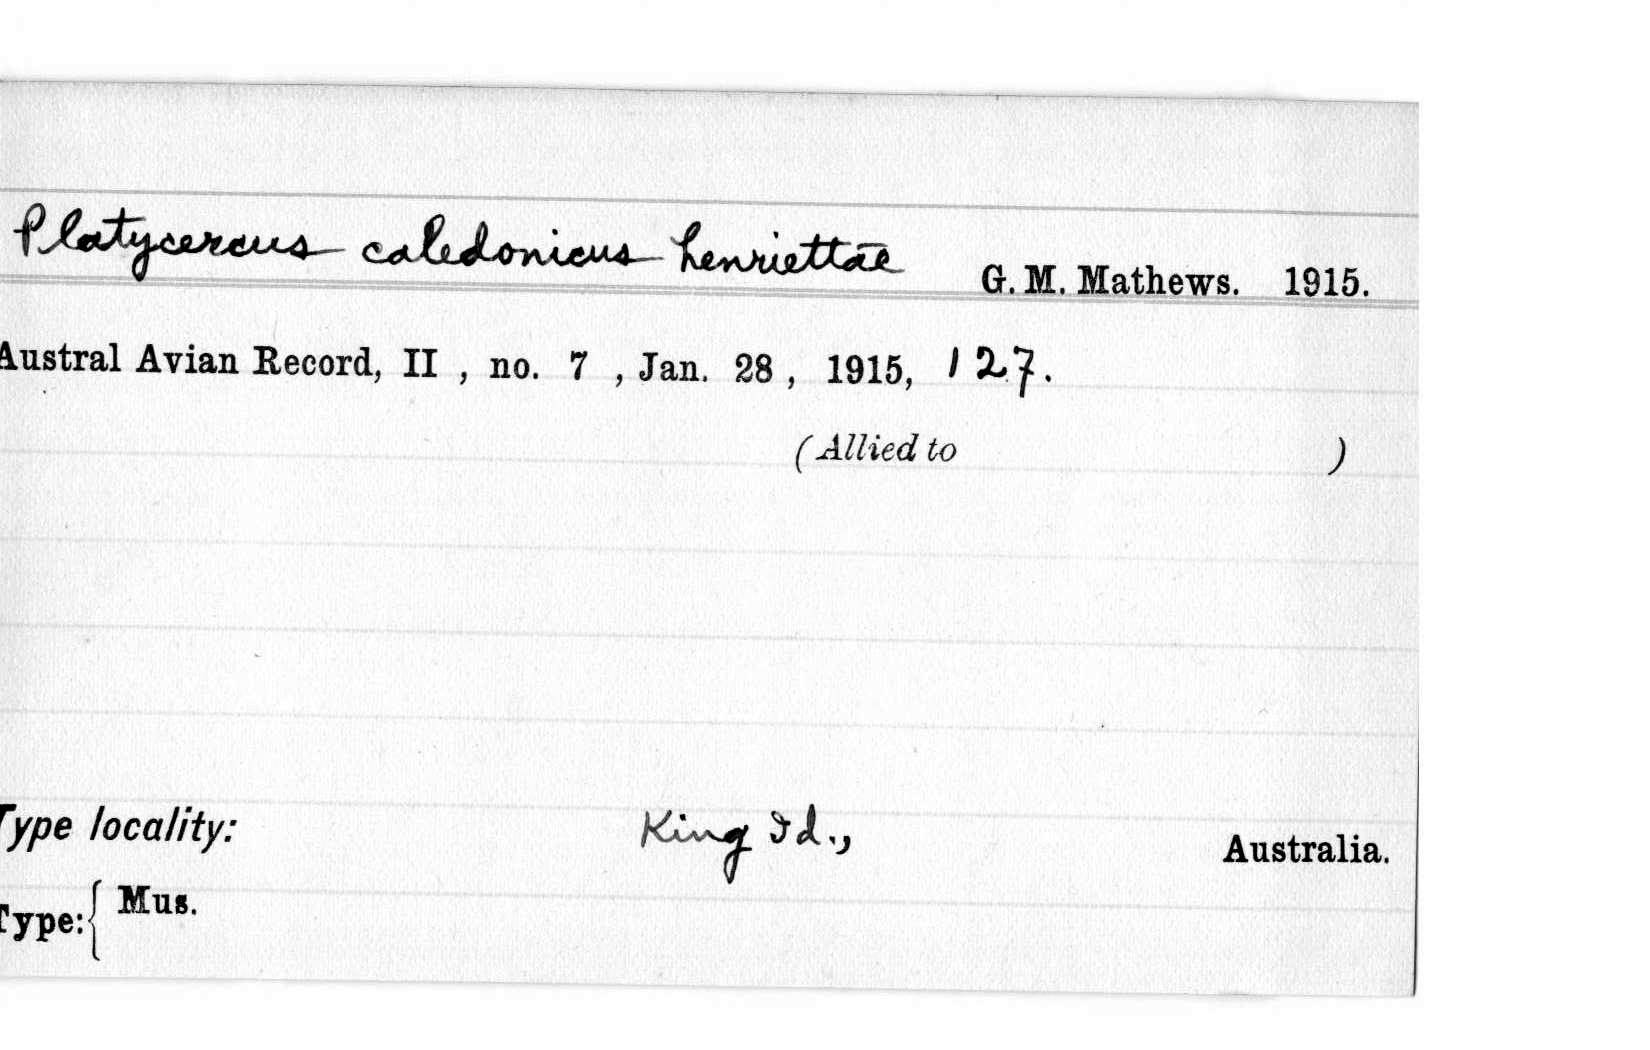 Platycercus caledonicus henriettae G. M. Mathews. 1915.
Austral Avian Record, II , no. 7 , Jan. 28 , 1915, 127.
(Allied to )
Type locality: King Id., Australia.
Type: { Mus.